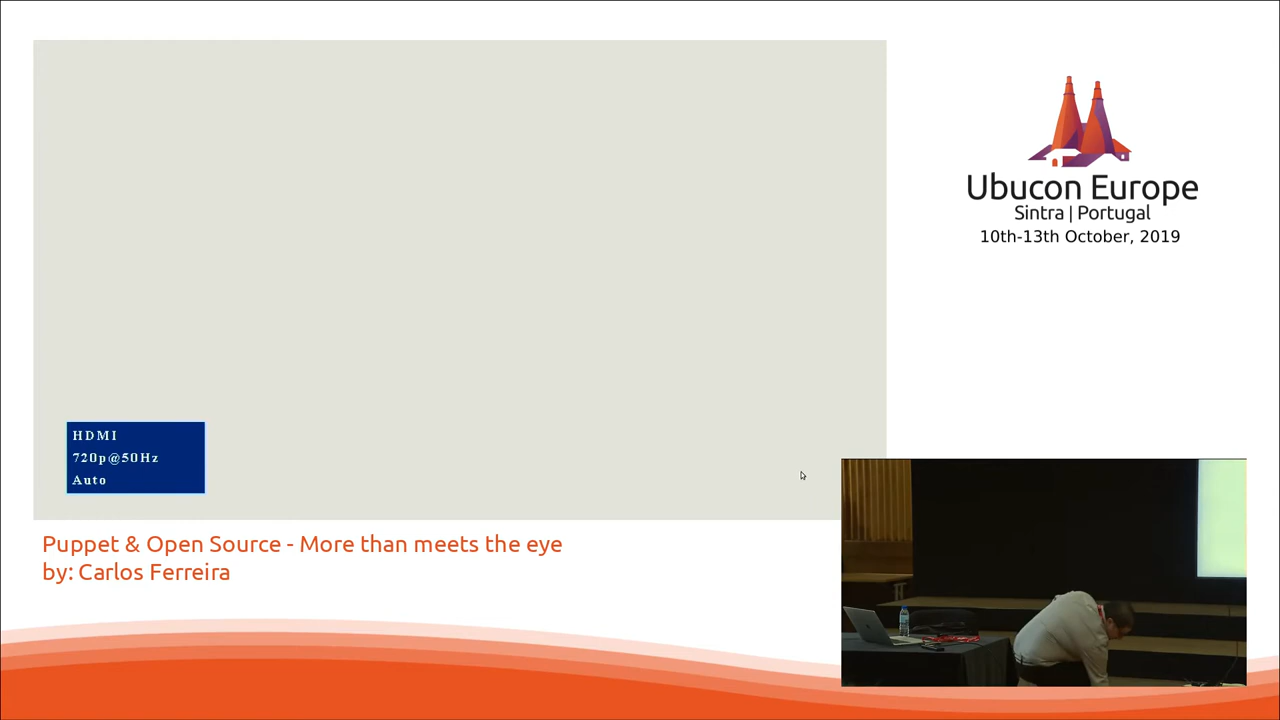 Ubucon Europe
Sintra | Portugal
10th-13th October, 2019
HDMI
720p@50Hz
Auto
Puppet & Open Source - More than meets the eye
by: Carlos Ferreira